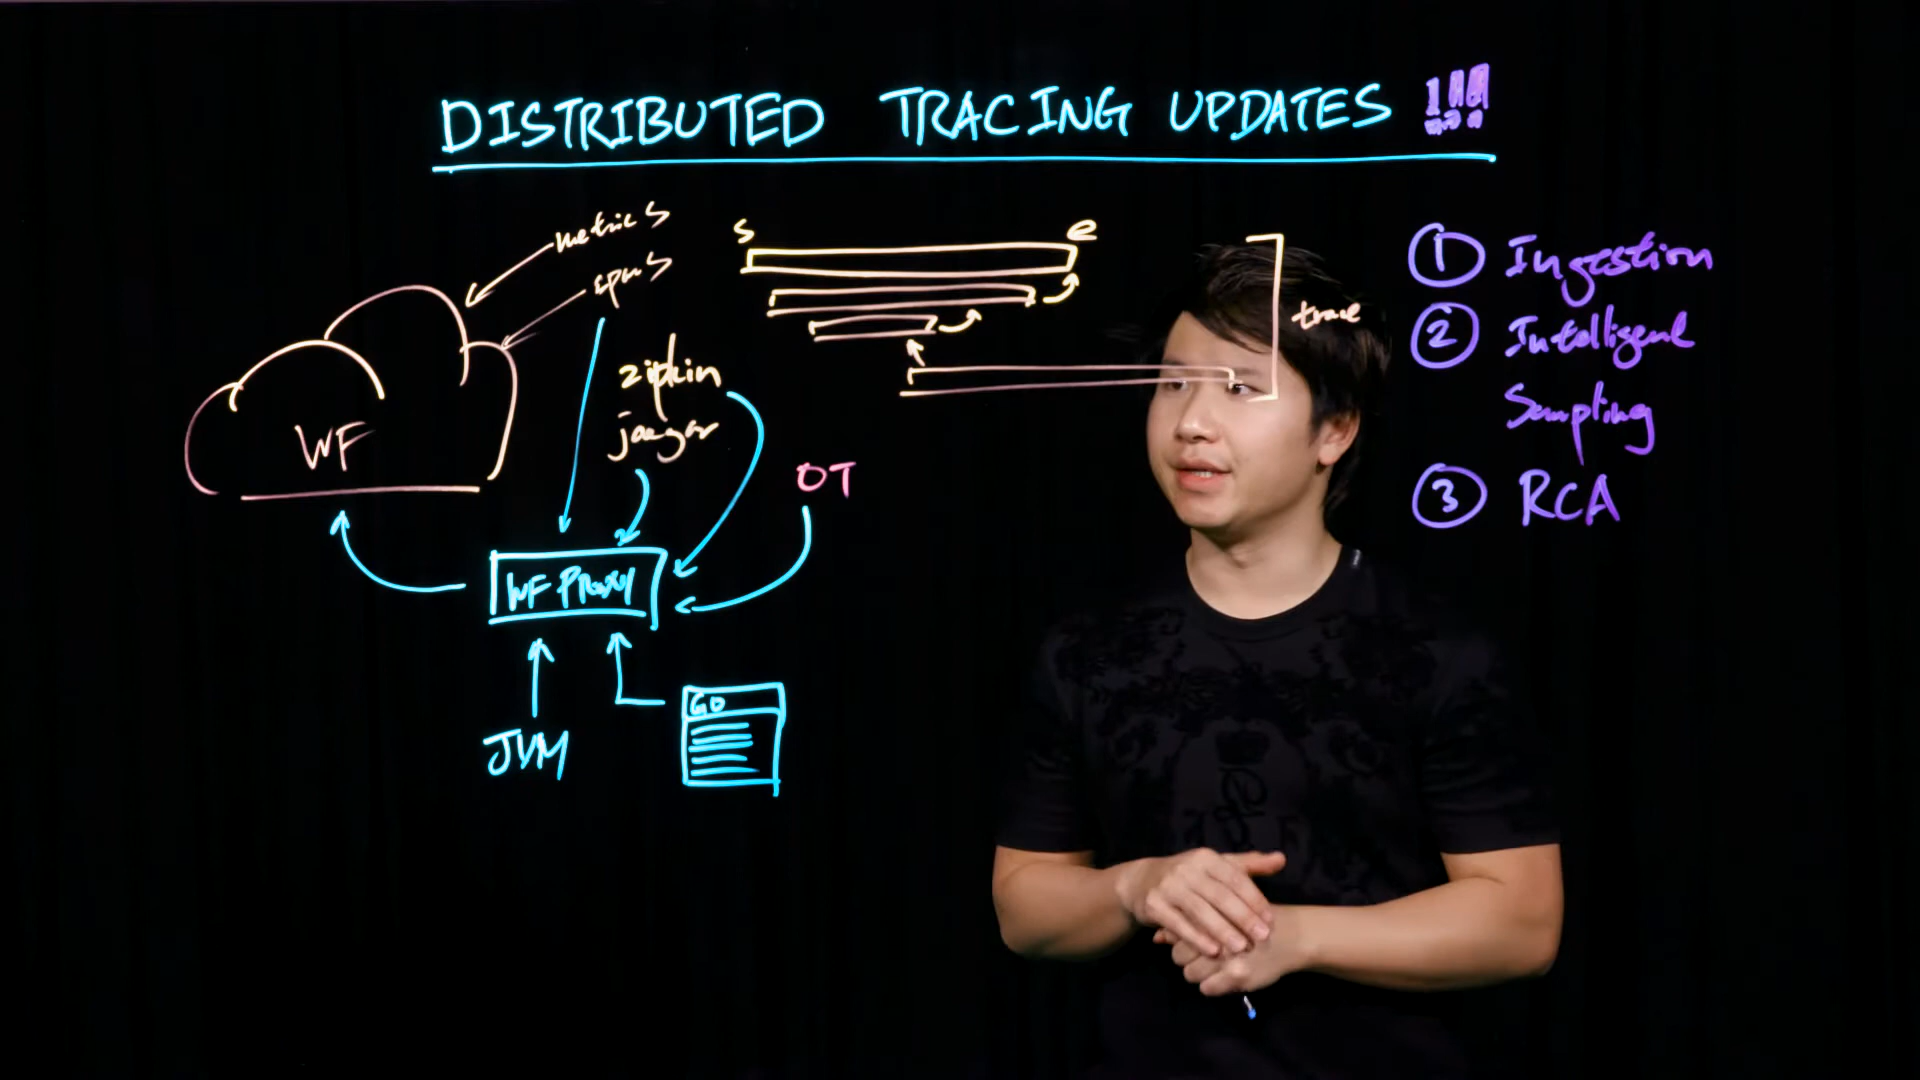 DISTRIBUTED TRACING UPDATES !!!
metrics
spans
WF
zipkin
jaeger
OT
WF PROXY
JVM
GO
s
e
trace
1 Ingestion
2 Intelligent
Sampling
3 RCA